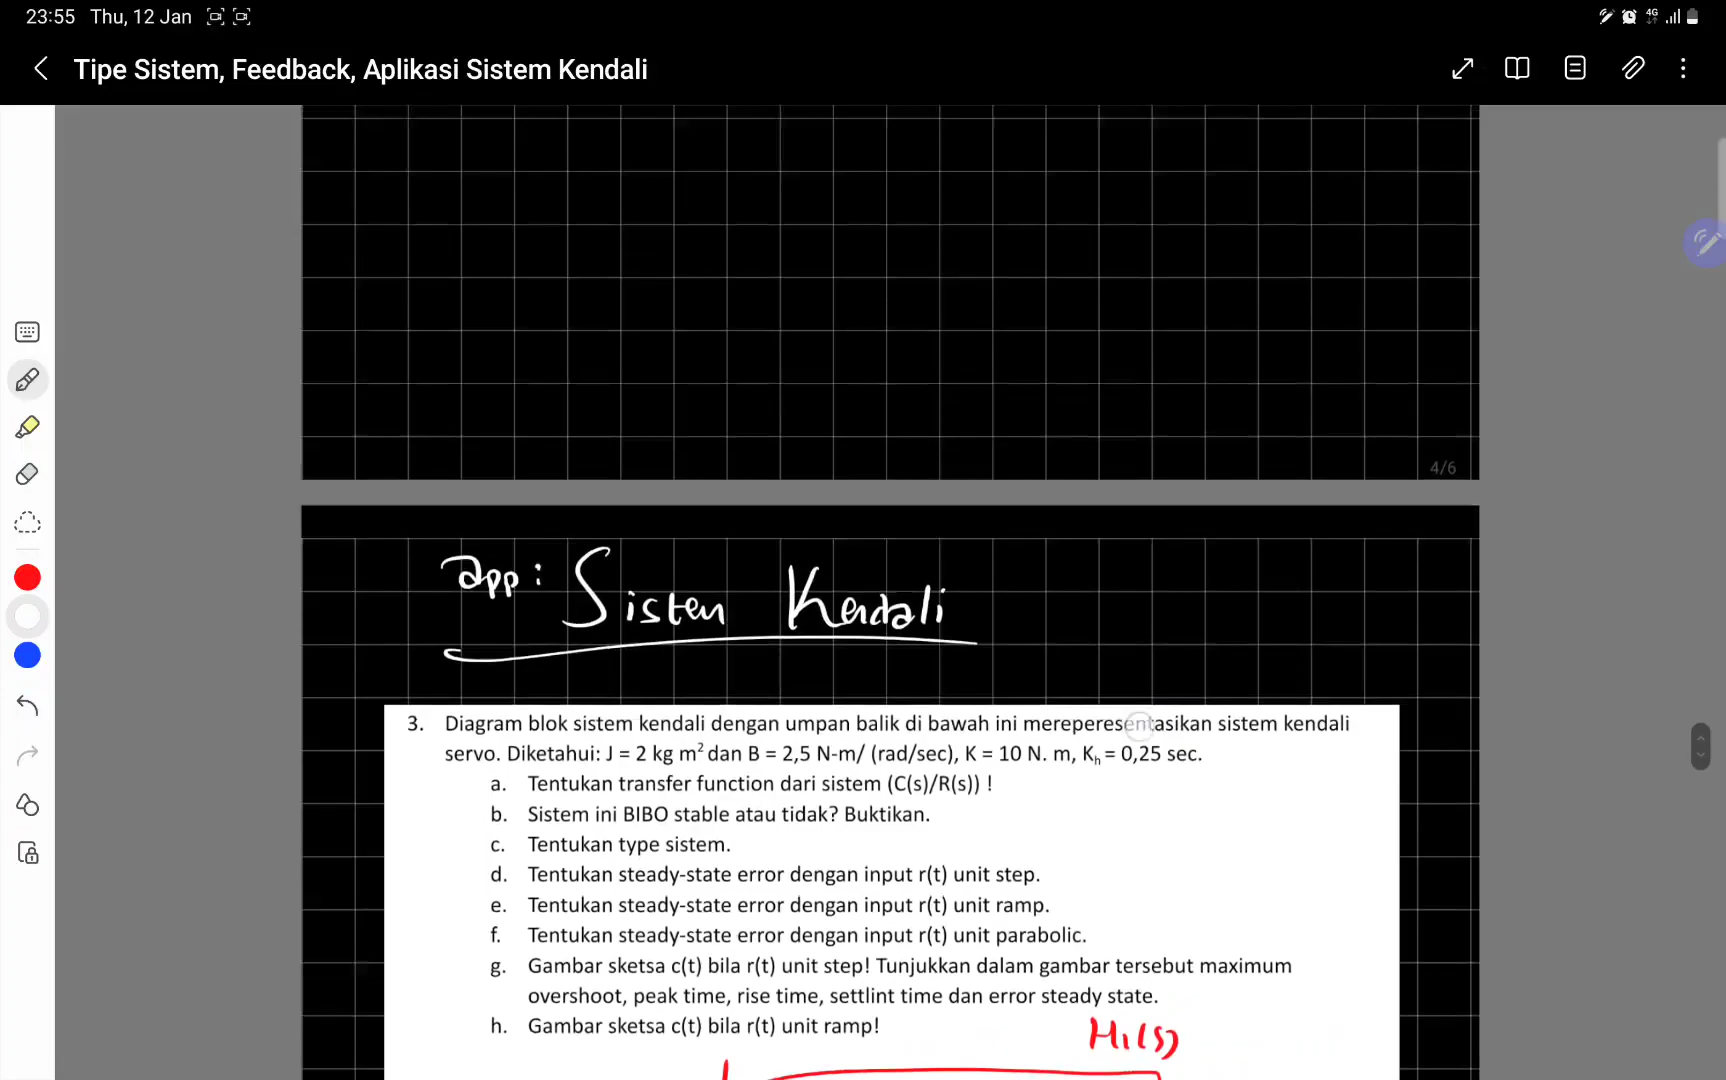 23:55 Thu, 12 Jan
4G
Tipe Sistem, Feedback, Aplikasi Sistem Kendali
4/6
app: Sistem Kendali
3. Diagram blok sistem kendali dengan umpan balik di bawah ini mereperesentasikan sistem kendali
servo. Diketahui: J = 2 kg m² dan B = 2,5 N-m/ (rad/sec), K = 10 N. m, Kₕ = 0,25 sec.
a. Tentukan transfer function dari sistem (C(s)/R(s)) !
b. Sistem ini BIBO stable atau tidak? Buktikan.
c. Tentukan type sistem.
d. Tentukan steady-state error dengan input r(t) unit step.
e. Tentukan steady-state error dengan input r(t) unit ramp.
f. Tentukan steady-state error dengan input r(t) unit parabolic.
g. Gambar sketsa c(t) bila r(t) unit step! Tunjukkan dalam gambar tersebut maximum
overshoot, peak time, rise time, settlint time dan error steady state.
h. Gambar sketsa c(t) bila r(t) unit ramp!
H₁(s)